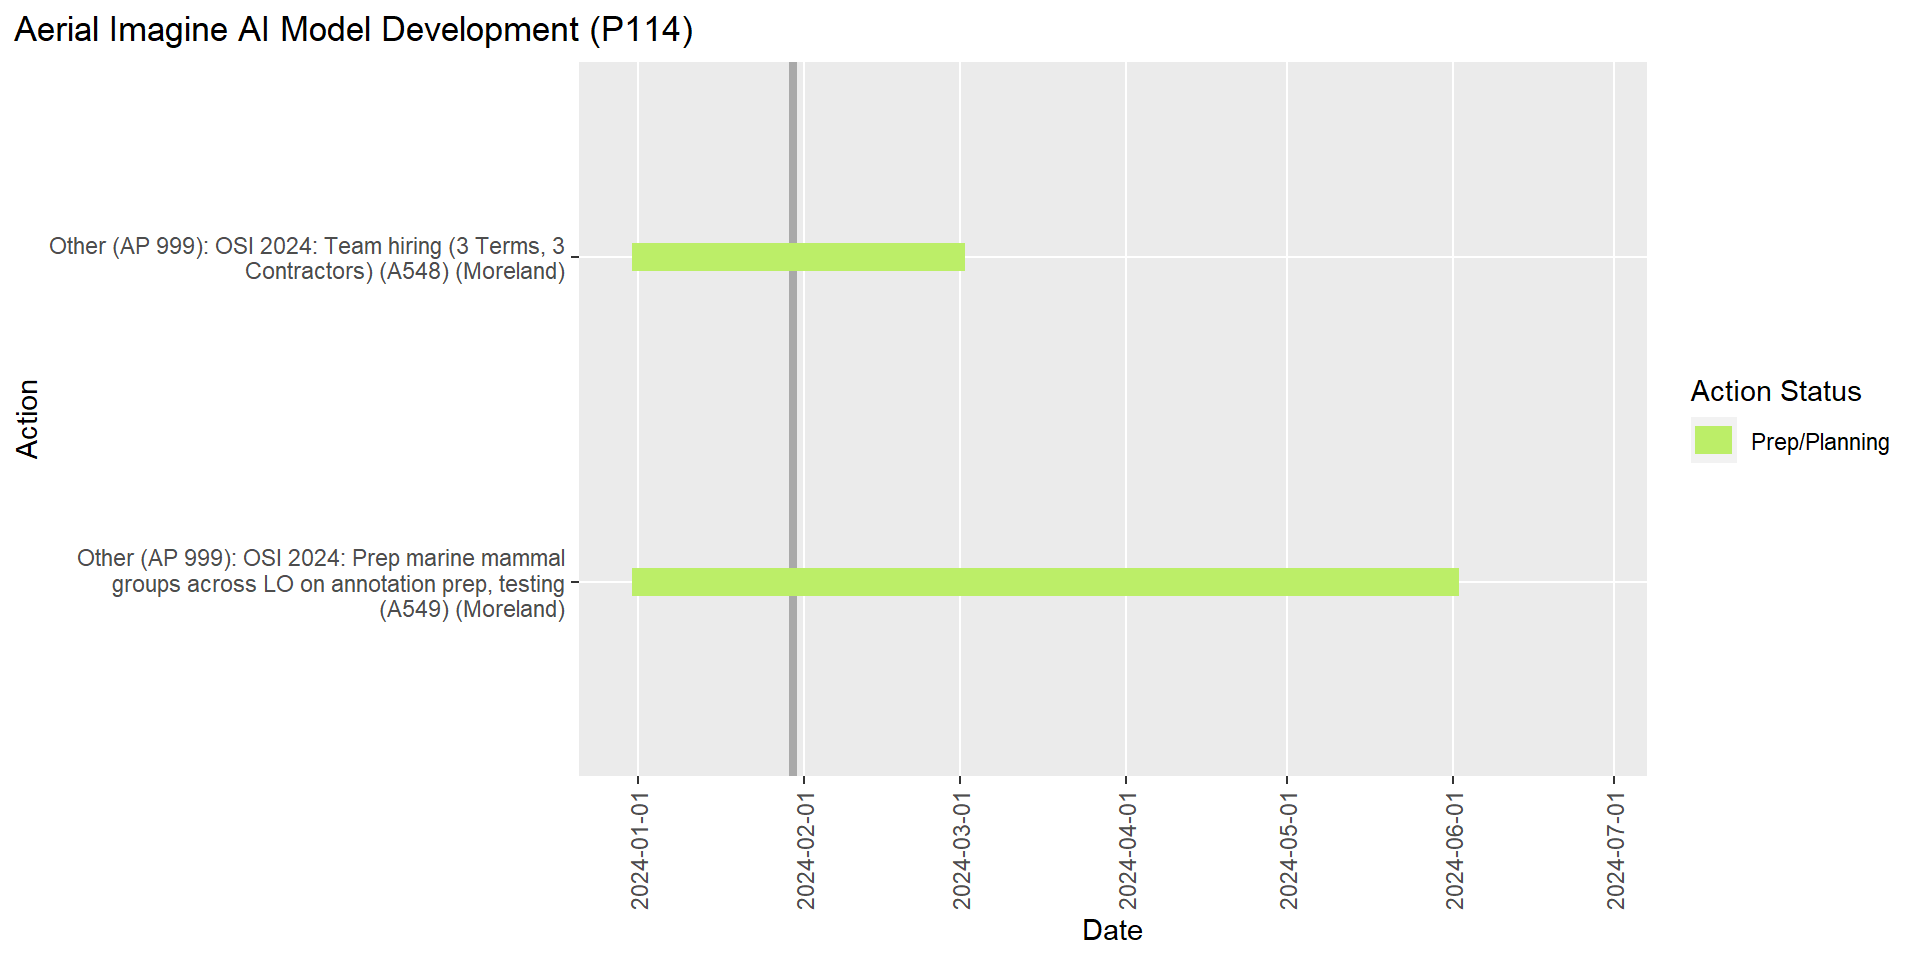 Aerial Imagine AI Model Development (P114)
Action
Other (AP 999): OSI 2024: Team hiring (3 Terms, 3
Contractors) (A548) (Moreland)
Other (AP 999): OSI 2024: Prep marine mammal
groups across LO on annotation prep, testing
(A549) (Moreland)
2024-01-01
2024-02-01
2024-03-01
2024-04-01
2024-05-01
2024-06-01
2024-07-01
Date
Action Status
Prep/Planning